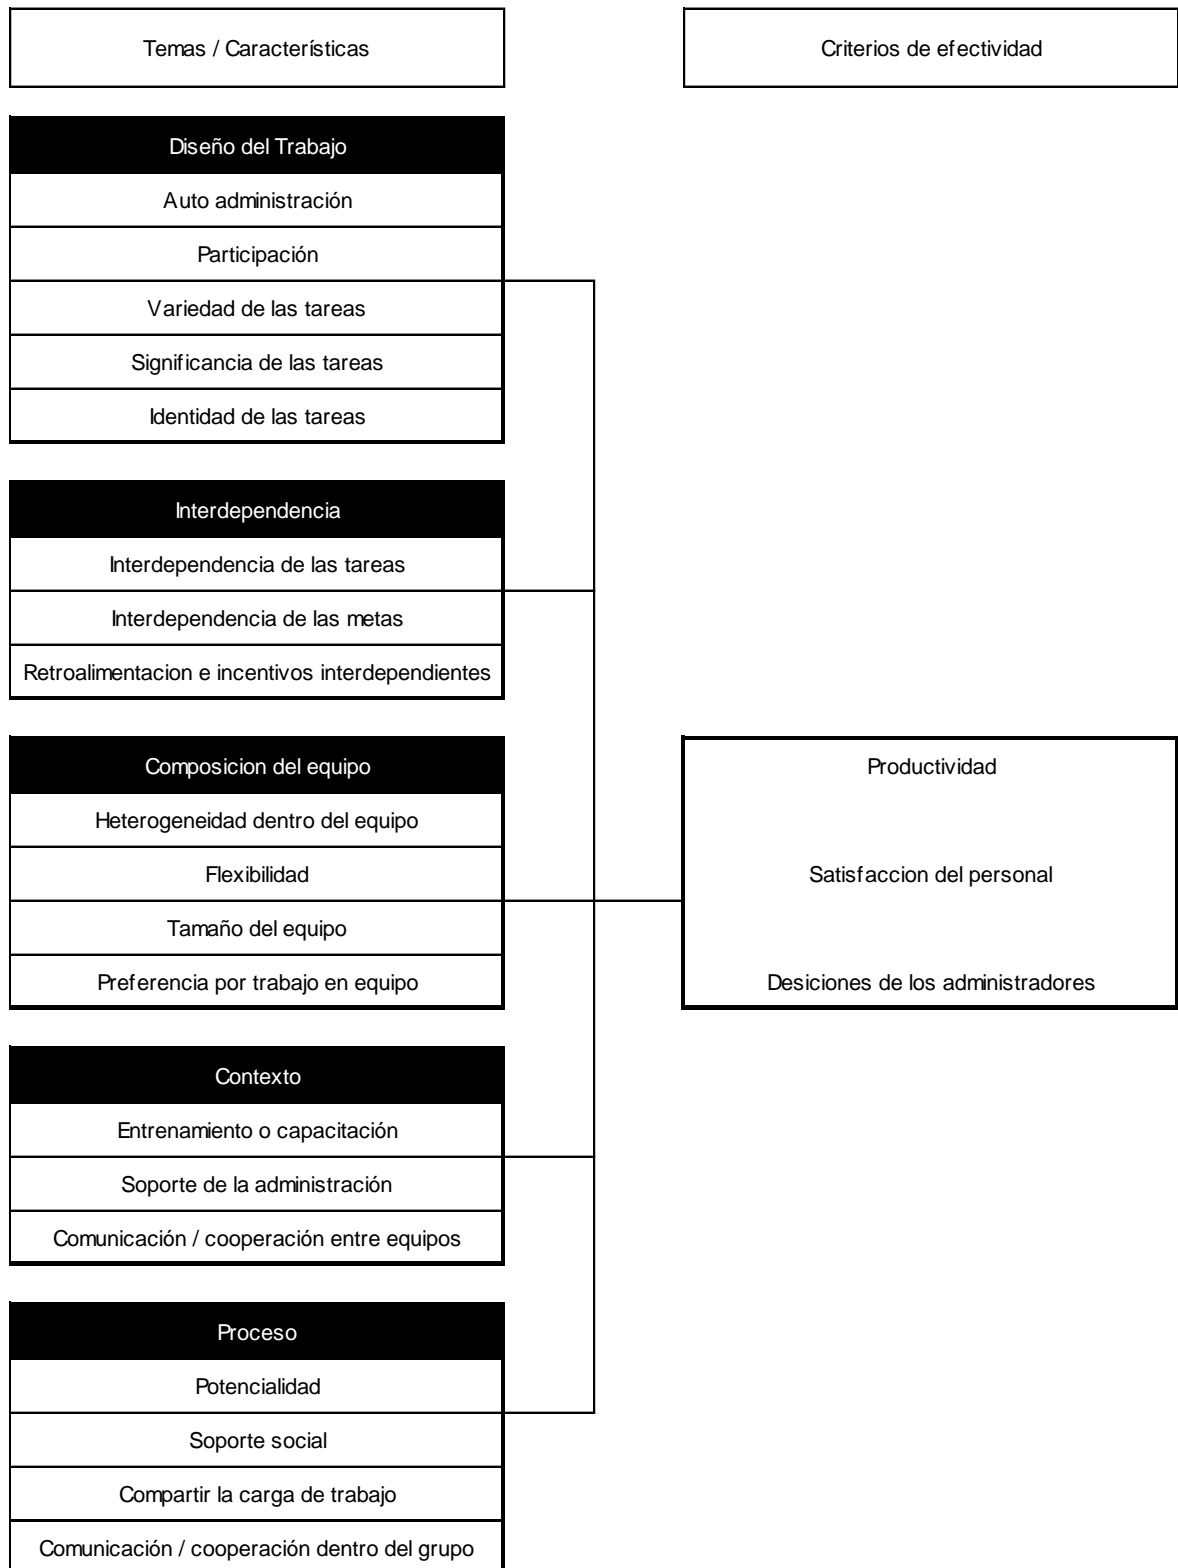 Temas / Características
Criterios de efectividad
Diseño del Trabajo
Auto administración
Participación
Variedad de las tareas
Significancia de las tareas
Identidad de las tareas
Interdependencia
Interdependencia de las tareas
Interdependencia de las metas
Retroalimentacion e incentivos interdependientes
Composicion del equipo
Heterogeneidad dentro del equipo
Flexibilidad
Tamaño del equipo
Preferencia por trabajo en equipo
Productividad
Satisfaccion del personal
Desiciones de los administradores
Contexto
Entrenamiento o capacitación
Soporte de la administración
Comunicación / cooperación entre equipos
Proceso
Potencialidad
Soporte social
Compartir la carga de trabajo
Comunicación / cooperación dentro del grupo